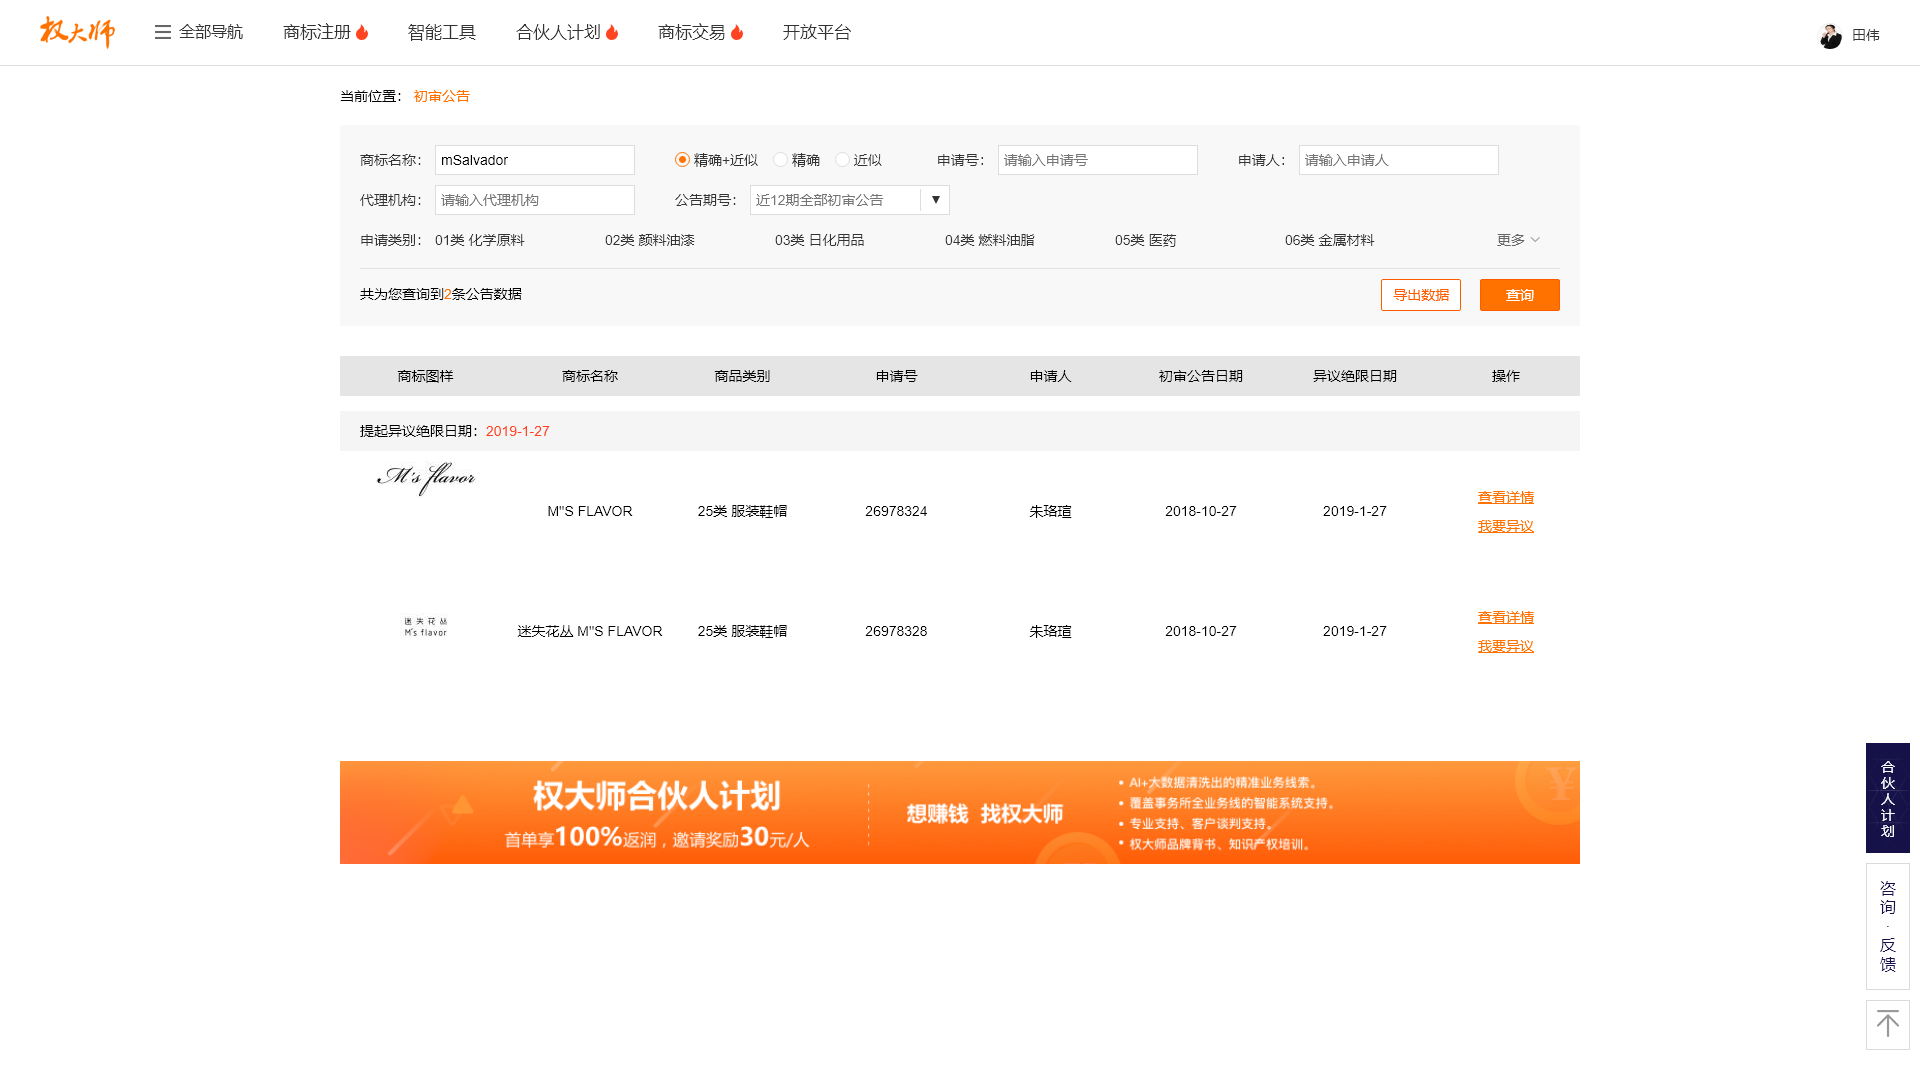 权大师 全部导航 商标注册 智能工具 合伙人计划 商标交易 开放平台 田伟
当前位置： 初审公告
商标名称： mSalvador 精确+近似 精确 近似 申请号： 请输入申请号 申请人： 请输入申请人
代理机构： 请输入代理机构 公告期号： 近12期全部初审公告 ▼
申请类别： 01类 化学原料 02类 颜料油漆 03类 日化用品 04类 燃料油脂 05类 医药 06类 金属材料 更多
共为您查询到2条公告数据 导出数据 查询
商标图样 商标名称 商品类别 申请号 申请人 初审公告日期 异议绝限日期 操作
提起异议绝限日期：2019-1-27
M's flavor
M"S FLAVOR 25类 服装鞋帽 26978324 朱珞瑄 2018-10-27 2019-1-27 查看详情
我要异议
迷失花丛
M's flavor
迷失花丛 M"S FLAVOR 25类 服装鞋帽 26978328 朱珞瑄 2018-10-27 2019-1-27 查看详情
我要异议
权大师合伙人计划
首单享100%返润，邀请奖励30元/人
想赚钱 找权大师
• AI+大数据清洗出的精准业务线索。
• 覆盖事务所全业务线的智能系统支持。
• 专业支持、客户谈判支持。
• 权大师品牌背书、知识产权培训。
¥
合伙人计划
咨询·反馈